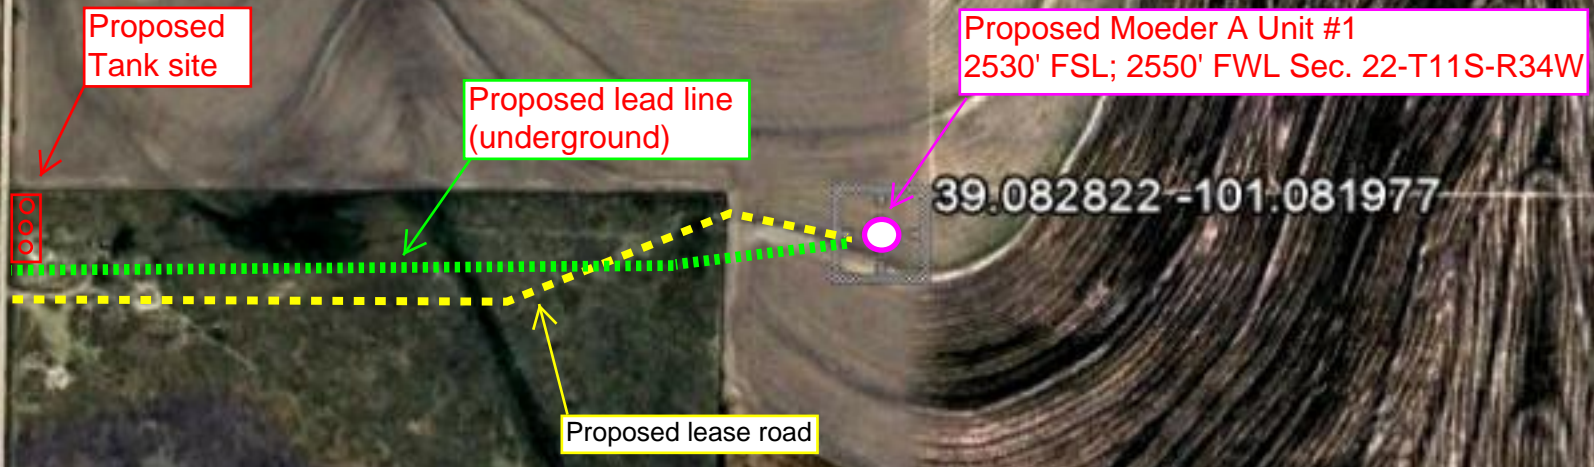 Proposed
Tank site
Proposed lead line
(underground)
Proposed Moeder A Unit #1
2530' FSL; 2550' FWL Sec. 22-T11S-R34W
39.082822 -101.081977
Proposed lease road